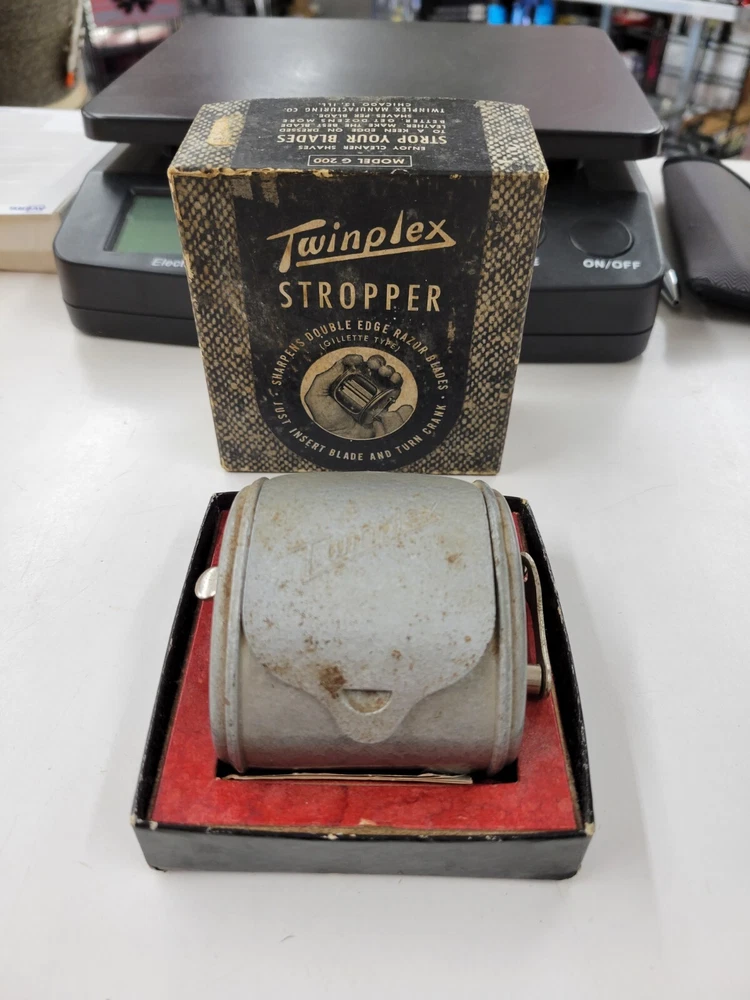 MODEL G 200
ENJOY CLEANER SHAVES
STROP YOUR BLADES
TO A KEEN EDGE ON DRESSED
LEATHER. MAKE THE BEST BLADE
BETTER. GET DOZENS MORE
SHAVES PER BLADE.
TWINPLEX MANUFACTURING CO.
CHICAGO 12, ILL.
Twinplex
STROPPER
• SHARPENS DOUBLE EDGE RAZOR BLADES •
(GILLETTE TYPE)
JUST INSERT BLADE AND TURN CRANK
Twinplex
ON/OFF